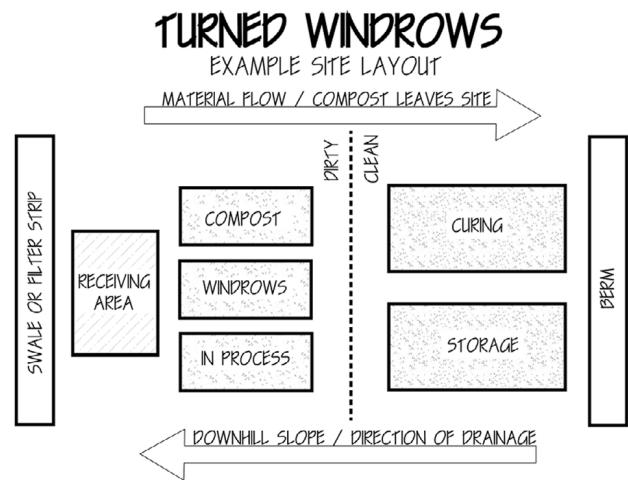 TURNED WINDROWS
EXAMPLE SITE LAYOUT
MATERIAL FLOW / COMPOST LEAVES SITE
SWALE OR FILTER STRIP
RECEIVING
AREA
COMPOST
WINDROWS
IN PROCESS
DIRTY
CLEAN
CURING
STORAGE
BERM
DOWNHILL SLOPE / DIRECTION OF DRAINAGE